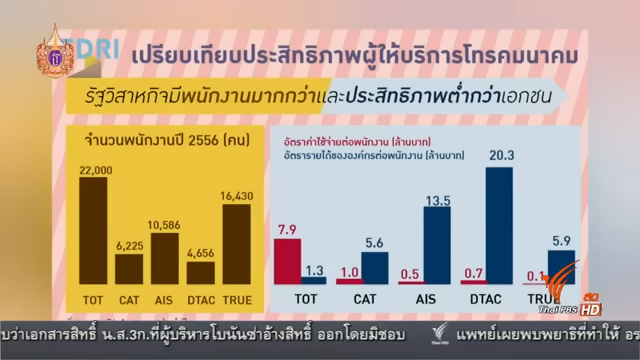 TDRI
เปรียบเทียบประสิทธิภาพผู้ให้บริการโทรคมนาคม
รัฐวิสาหกิจมีพนักงานมากกว่าและประสิทธิภาพต่ำกว่าเอกชน
จำนวนพนักงานปี 2556 (คน)
22,000
6,225
10,586
4,656
16,430
TOT CAT AIS DTAC TRUE
อัตราค่าใช้จ่ายต่อพนักงาน (ล้านบาท)
อัตรารายได้ขององค์กรต่อพนักงาน (ล้านบาท)
7.9 1.3
1.0 5.6
0.5 13.5
0.7 20.3
0.1 5.9
TOT CAT AIS DTAC TRUE
Thai PBS HD
บว่าเอกสารสิทธิ์ น.ส.3ก.ที่ผู้บริหารโบนันซ่าอ้างสิทธิ์ ออกโดยมิชอบ
แพทย์เผยพบพยาธิที่ทำให้ อร